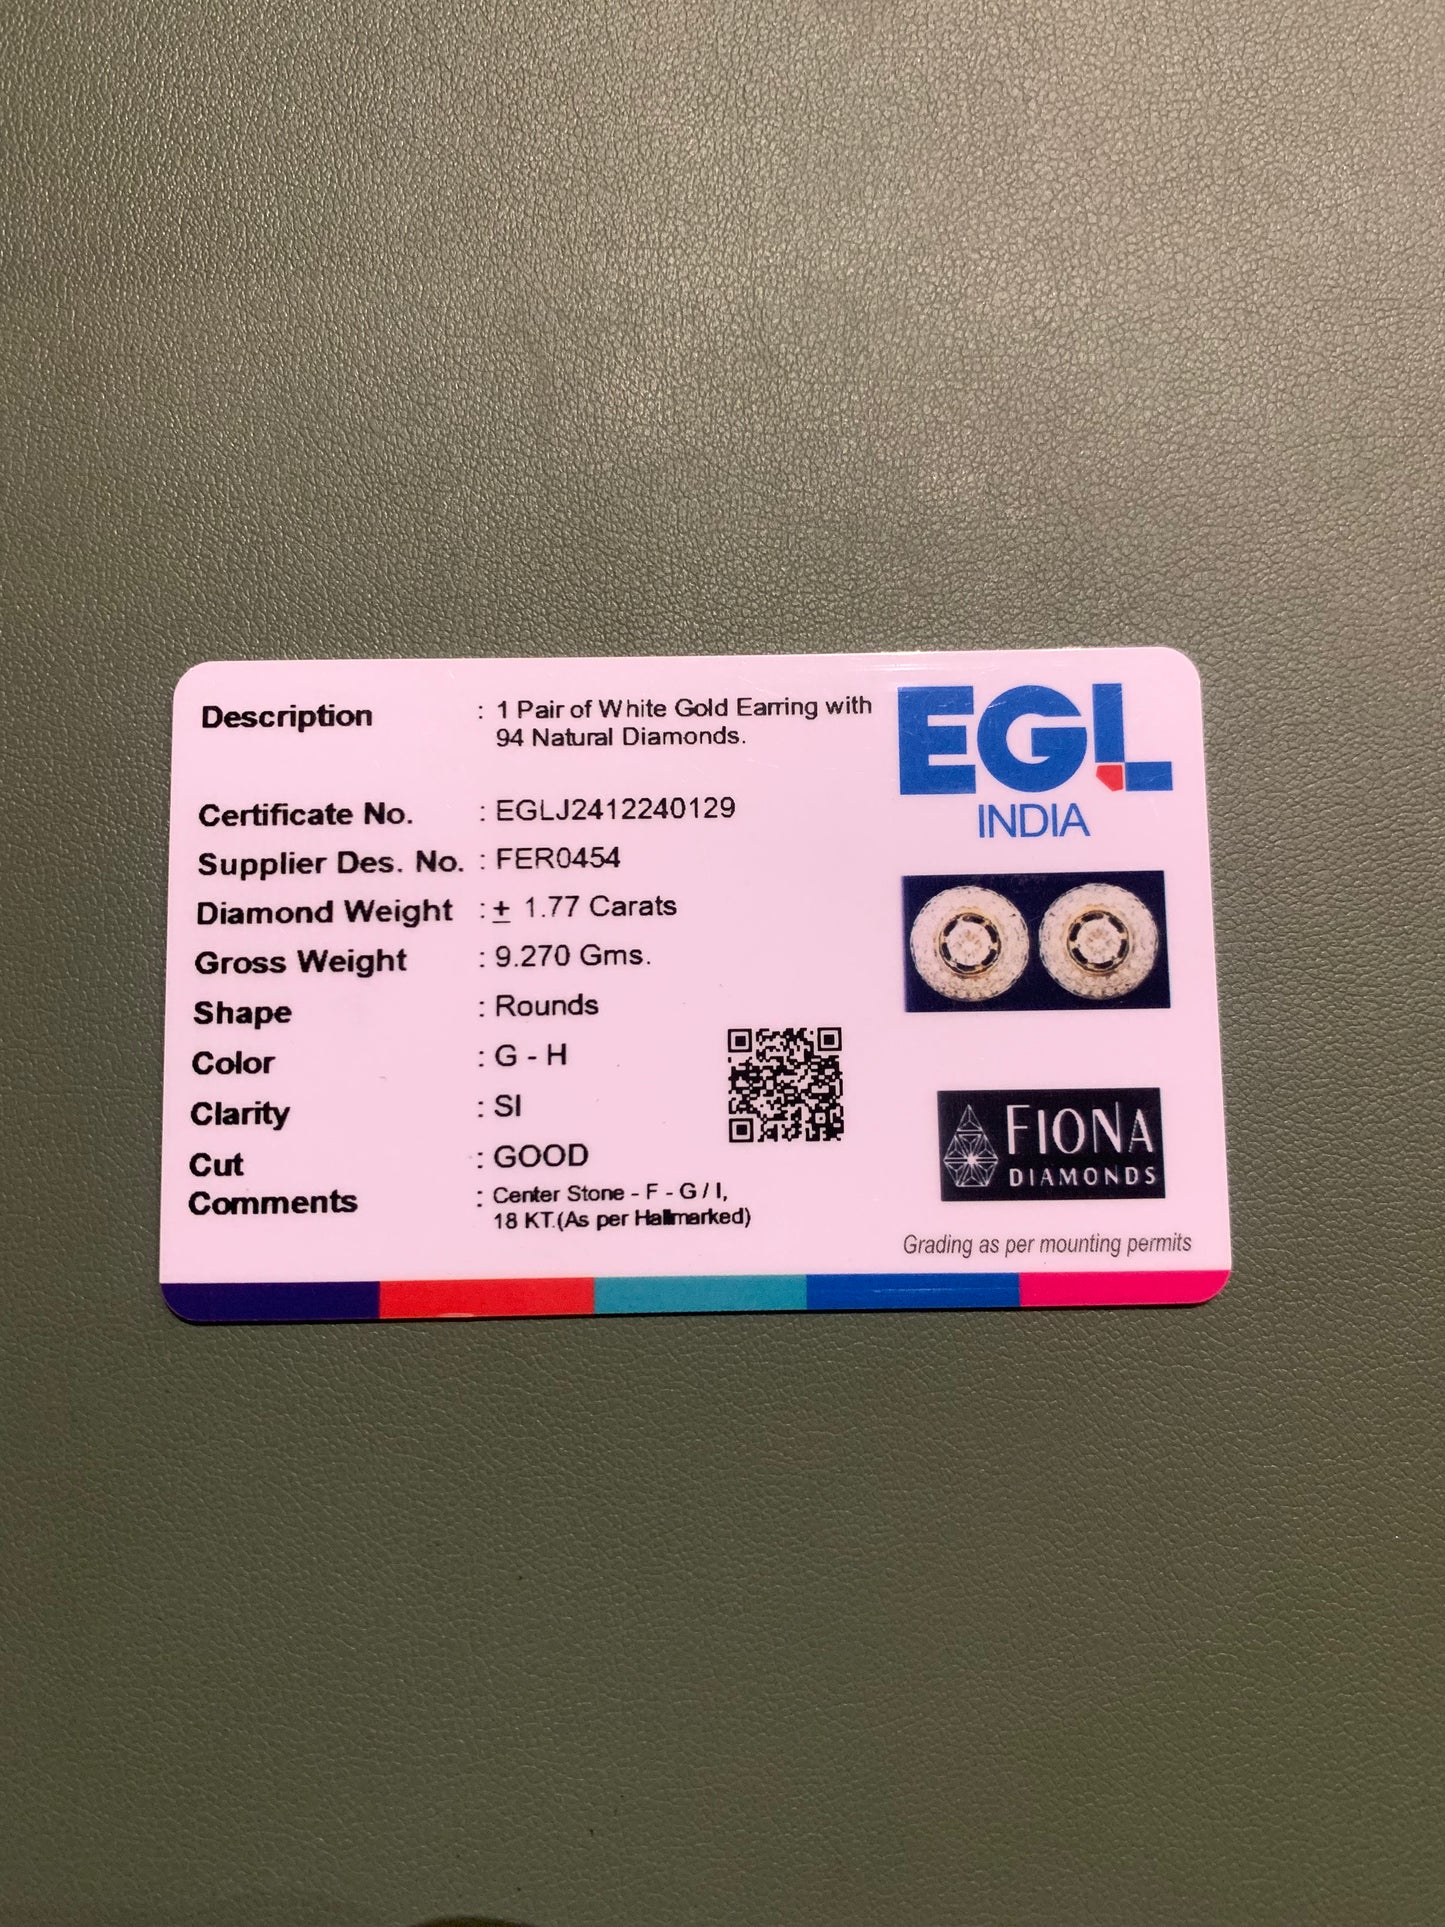 Description : 1 Pair of White Gold Earring with
94 Natural Diamonds.
Certificate No. : EGLJ2412240129
Supplier Des. No. : FER0454
Diamond Weight : ± 1.77 Carats
Gross Weight : 9.270 Gms.
Shape : Rounds
Color : G - H
Clarity : SI
Cut : GOOD
Comments : Center Stone - F - G / I,
18 KT.(As per Hallmarked)
EGL
INDIA
FIONA
DIAMONDS
Grading as per mounting permits